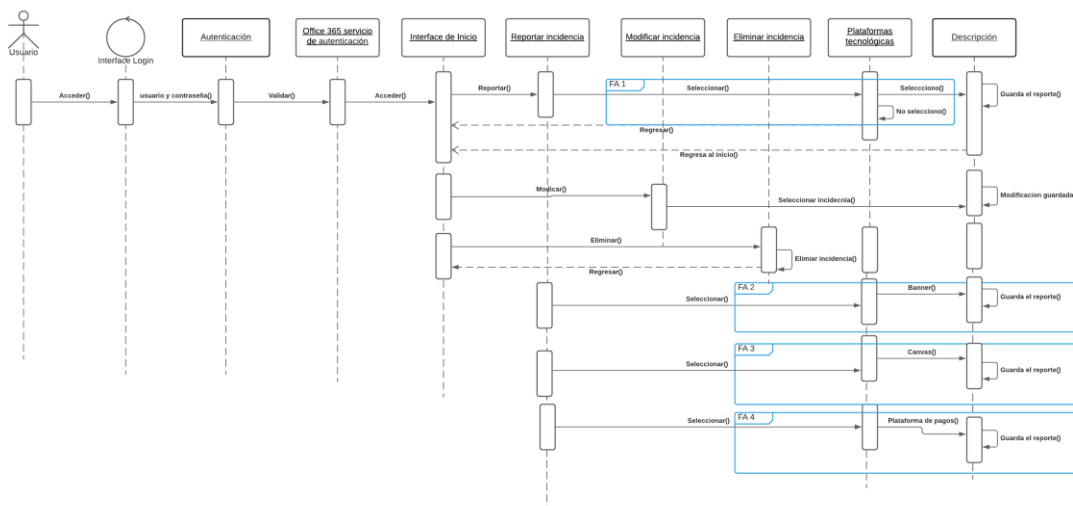 Usuario
Interface Login
Autenticación
Office 365 servicio
de autenticación
Interface de Inicio
Reportar incidencia
Modificar incidencia
Eliminar incidencia
Plataformas
tecnológicas
Descripción
Acceder()
usuario y contraseña()
Validar()
Acceder()
Reportar()
FA 1
Seleccionar()
Seleccciono()
Guarda el reporte()
No selecciono()
Regresar()
Regresa al inicio()
Modicar()
Seleccionar incidecnia()
Modificacion guardada
Eliminar()
Elimiar incidencia()
Regresar()
FA 2
Seleccionar()
Banner()
Guarda el reporte()
FA 3
Seleccionar()
Canvas()
Guarda el reporte()
FA 4
Seleccionar()
Plataforma de pagos()
Guarda el reporte()